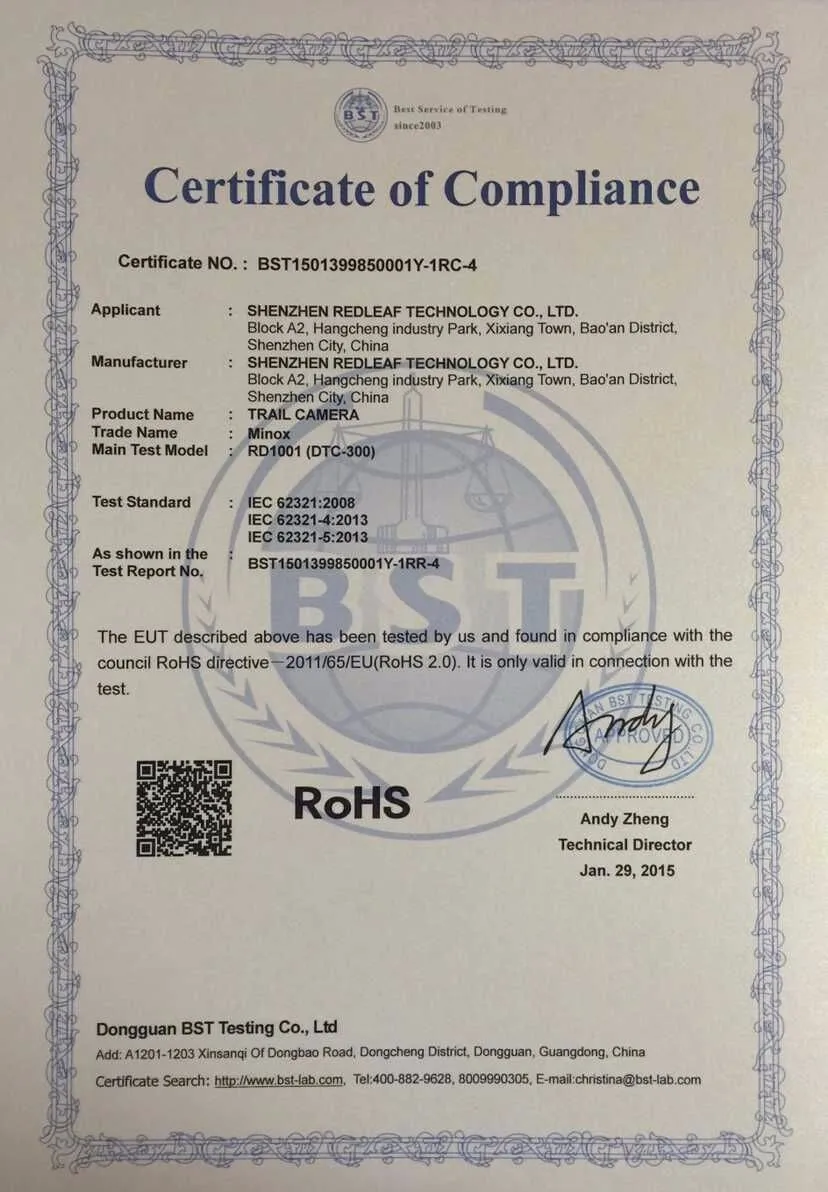 BST
Best Service of Testing
since2003
Certificate of Compliance
Certificate NO. : BST1501399850001Y-1RC-4
Applicant : SHENZHEN REDLEAF TECHNOLOGY CO., LTD.
Block A2, Hangcheng industry Park, Xixiang Town, Bao'an District,
Shenzhen City, China
Manufacturer : SHENZHEN REDLEAF TECHNOLOGY CO., LTD.
Block A2, Hangcheng industry Park, Xixiang Town, Bao'an District,
Shenzhen City, China
Product Name : TRAIL CAMERA
Trade Name : Minox
Main Test Model : RD1001 (DTC-300)
Test Standard : IEC 62321:2008
IEC 62321-4:2013
IEC 62321-5:2013
As shown in the :
Test Report No. BST1501399850001Y-1RR-4
BST
The EUT described above has been tested by us and found in compliance with the
council RoHS directive－2011/65/EU(RoHS 2.0). It is only valid in connection with the
test.
Andy
DONGGUAN BST TESTING CO.,LTD
APPROVED
RoHS
Andy Zheng
Technical Director
Jan. 29, 2015
Dongguan BST Testing Co., Ltd
Add: A1201-1203 Xinsanqi Of Dongbao Road, Dongcheng District, Dongguan, Guangdong, China
Certificate Search: http://www.bst-lab.com, Tel:400-882-9628, 8009990305, E-mail:christina@bst-lab.com